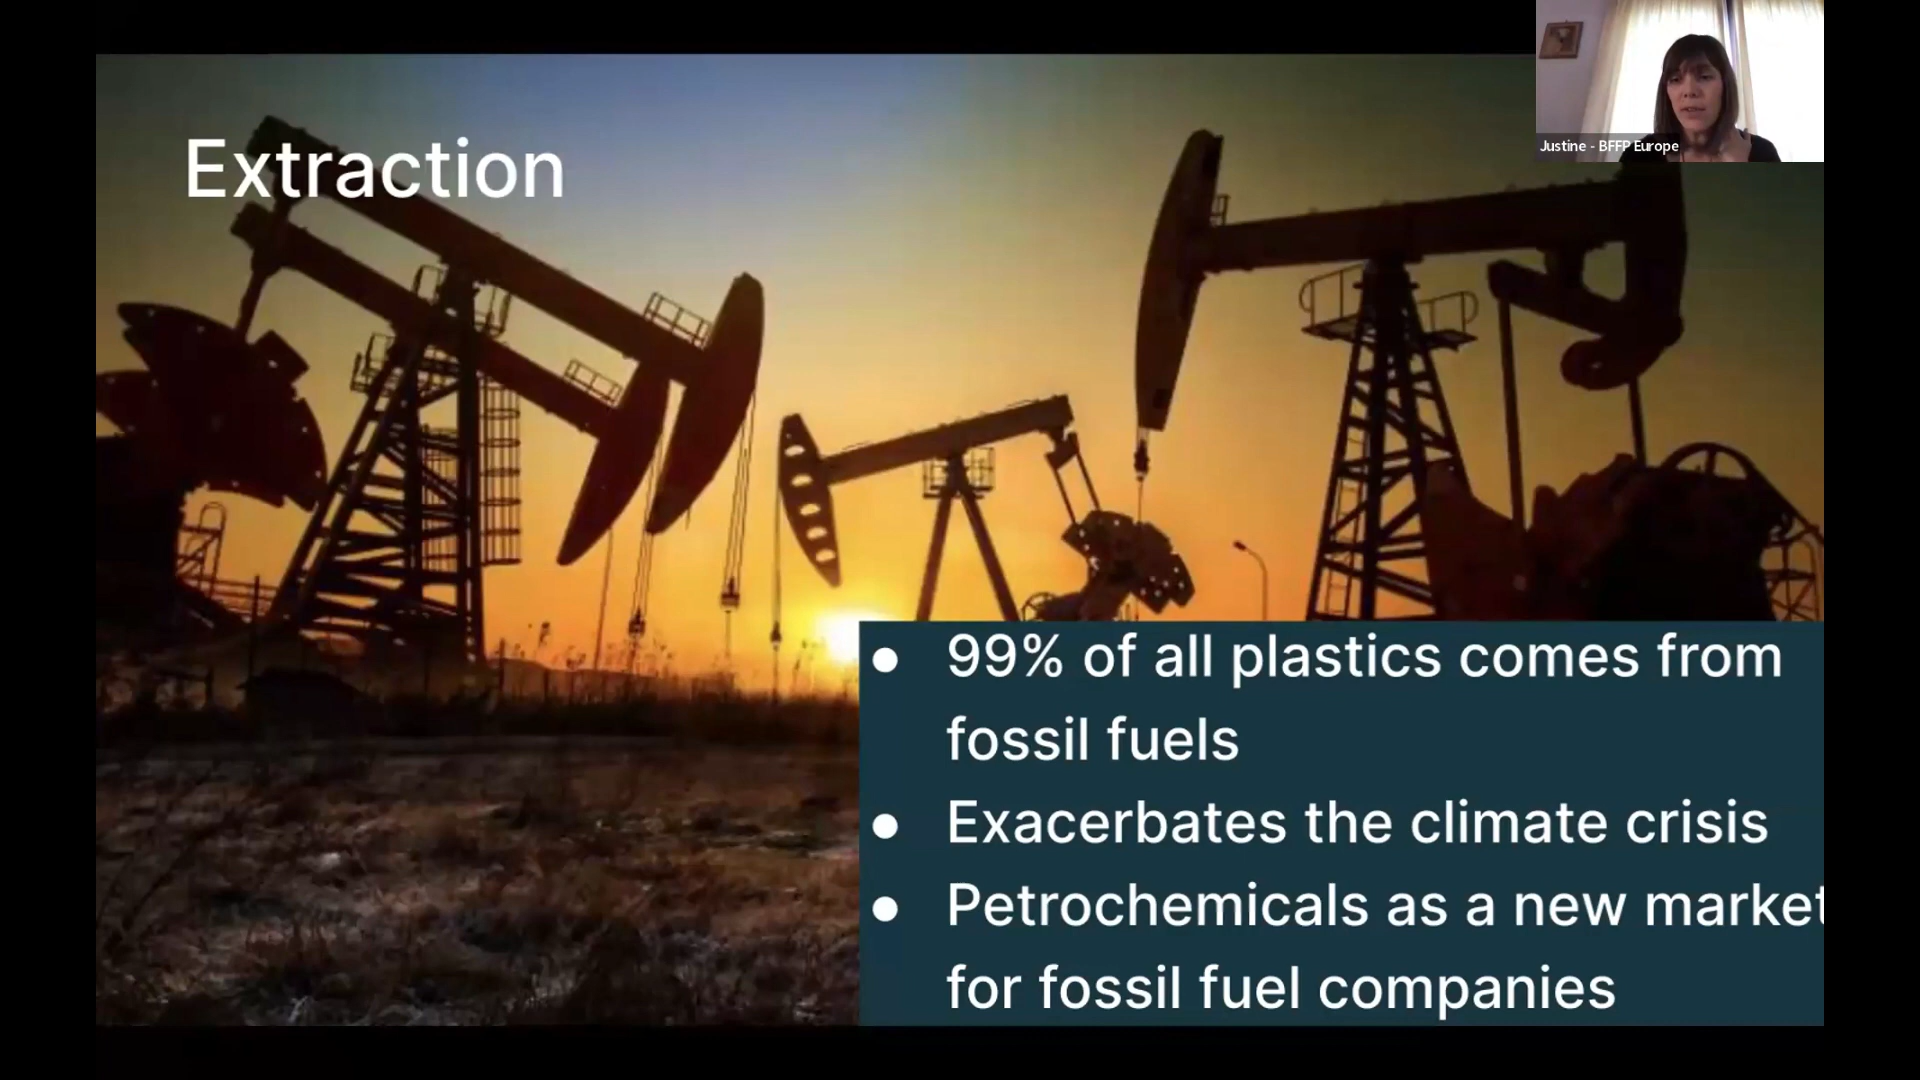 Extraction
Justine - BFFP Europe
● 99% of all plastics comes from
fossil fuels
● Exacerbates the climate crisis
● Petrochemicals as a new market
for fossil fuel companies